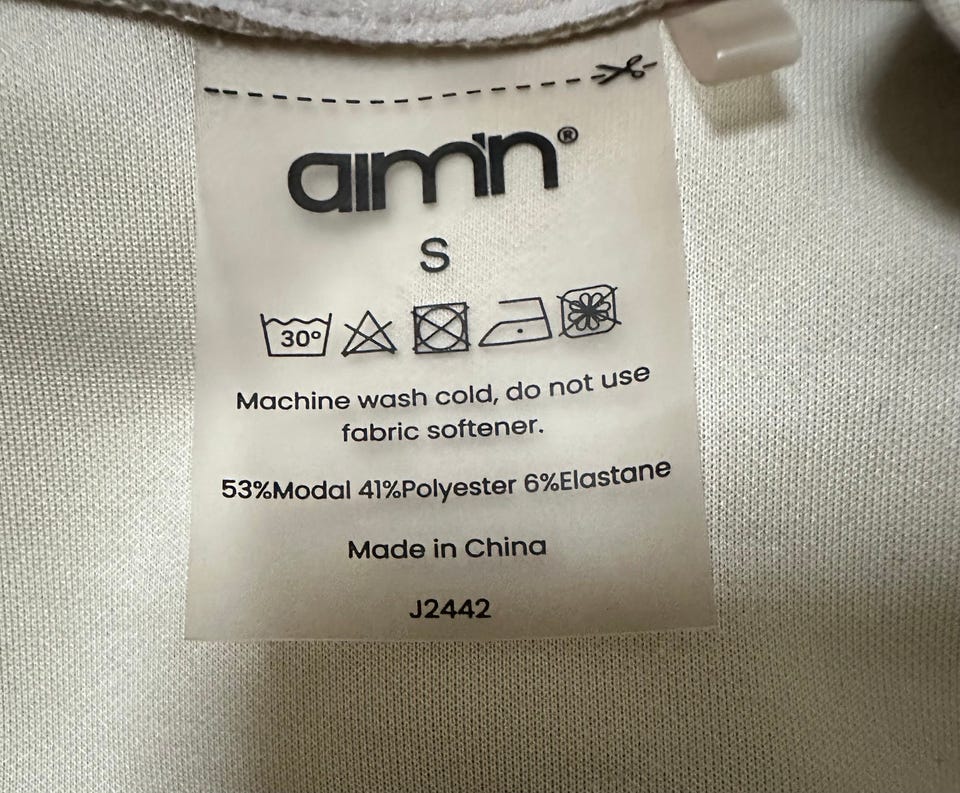 aim'n®
S
30°
Machine wash cold, do not use
fabric softener.
53%Modal 41%Polyester 6%Elastane
Made in China
J2442